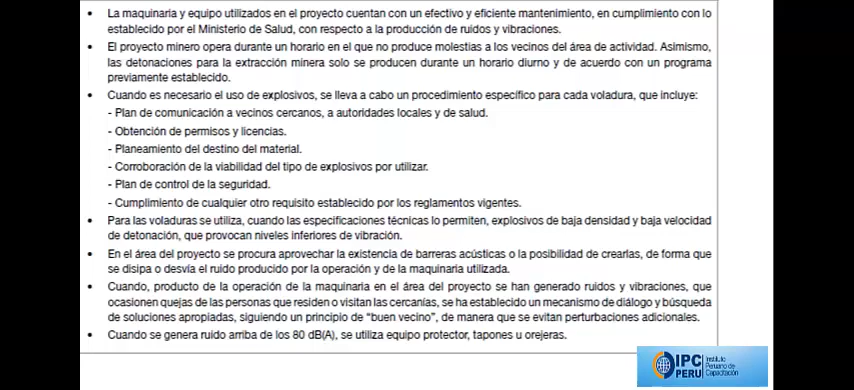 • La maquinaria y equipo utilizados en el proyecto cuentan con un efectivo y eficiente mantenimiento, en cumplimiento con lo
establecido por el Ministerio de Salud, con respecto a la producción de ruidos y vibraciones.
• El proyecto minero opera durante un horario en el que no produce molestias a los vecinos del área de actividad. Asimismo,
las detonaciones para la extracción minera solo se producen durante un horario diurno y de acuerdo con un programa
previamente establecido.
• Cuando es necesario el uso de explosivos, se lleva a cabo un procedimiento específico para cada voladura, que incluye:
- Plan de comunicación a vecinos cercanos, a autoridades locales y de salud.
- Obtención de permisos y licencias.
- Planeamiento del destino del material.
- Corroboración de la viabilidad del tipo de explosivos por utilizar.
- Plan de control de la seguridad.
- Cumplimiento de cualquier otro requisito establecido por los reglamentos vigentes.
• Para las voladuras se utiliza, cuando las especificaciones técnicas lo permiten, explosivos de baja densidad y baja velocidad
de detonación, que provocan niveles inferiores de vibración.
• En el área del proyecto se procura aprovechar la existencia de barreras acústicas o la posibilidad de crearlas, de forma que
se disipa o desvía el ruido producido por la operación y de la maquinaria utilizada.
• Cuando, producto de la operación de la maquinaria en el área del proyecto se han generado ruidos y vibraciones, que
ocasionen quejas de las personas que residen o visitan las cercanías, se ha establecido un mecanismo de diálogo y búsqueda
de soluciones apropiadas, siguiendo un principio de “buen vecino”, de manera que se evitan perturbaciones adicionales.
• Cuando se genera ruido arriba de los 80 dB(A), se utiliza equipo protector, tapones u orejeras.
IPC PERU
Instituto
Peruano de
Capacitación